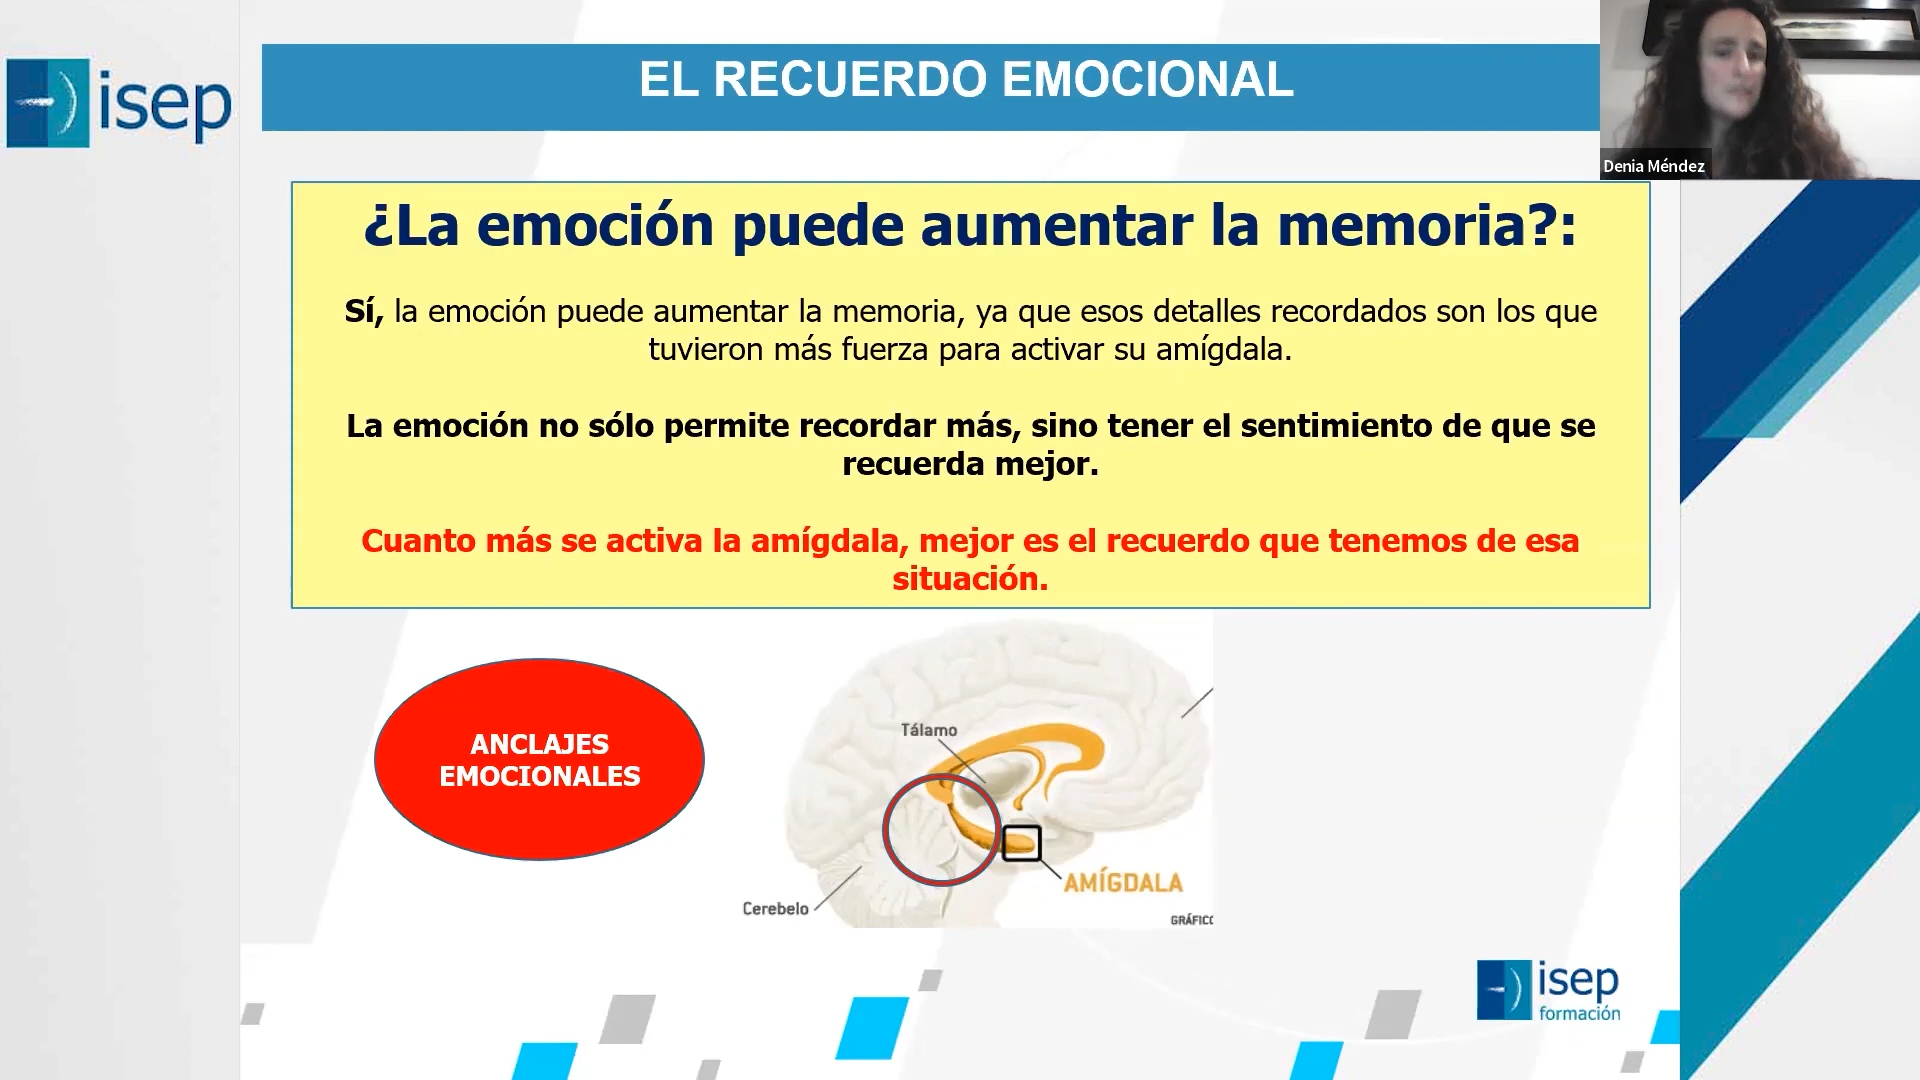 isep
EL RECUERDO EMOCIONAL
Denia Méndez
¿La emoción puede aumentar la memoria?:
Sí, la emoción puede aumentar la memoria, ya que esos detalles recordados son los que
tuvieron más fuerza para activar su amígdala.
La emoción no sólo permite recordar más, sino tener el sentimiento de que se
recuerda mejor.
Cuanto más se activa la amígdala, mejor es el recuerdo que tenemos de esa
situación.
ANCLAJES
EMOCIONALES
Tálamo
AMÍGDALA
Cerebelo
GRÁFICO
isep
formación